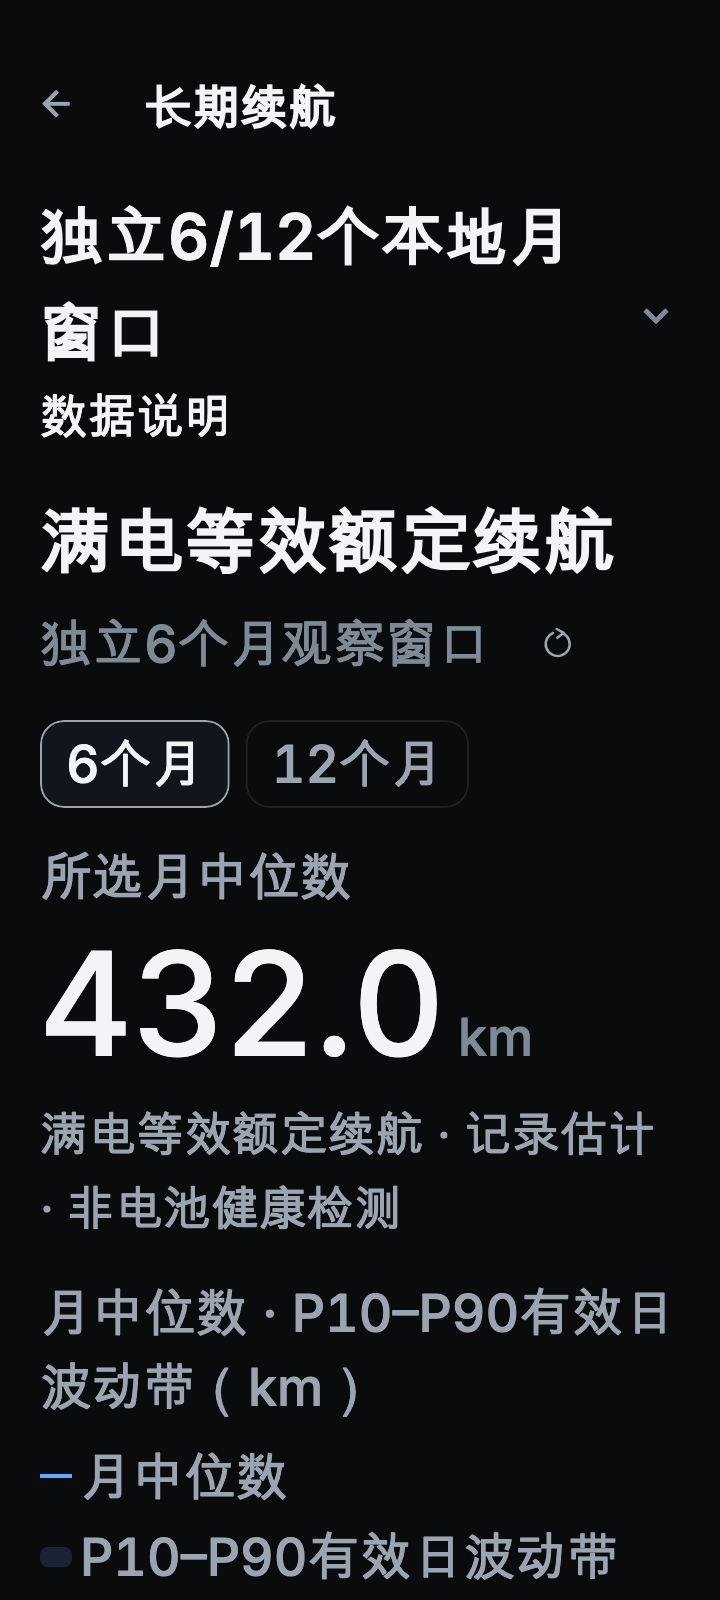 长期续航
独立6/12个本地月
窗口
数据说明
满电等效额定续航
独立6个月观察窗口
6个月
12个月
所选月中位数
432.0 km
满电等效额定续航 · 记录估计
· 非电池健康检测
月中位数 · P10–P90有效日
波动带（km）
月中位数
P10–P90有效日波动带